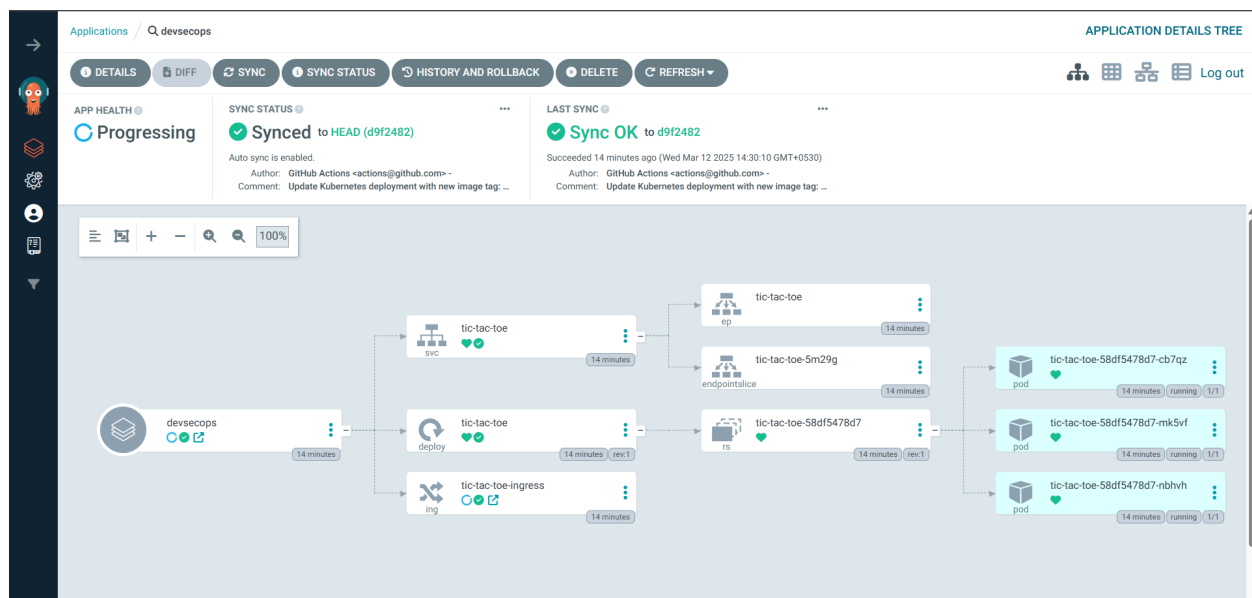 Applications / devsecops
APPLICATION DETAILS TREE
DETAILS
DIFF
SYNC
SYNC STATUS
HISTORY AND ROLLBACK
DELETE
REFRESH
Log out
APP HEALTH
Progressing
SYNC STATUS
Synced to HEAD (d9f2482)
Auto sync is enabled.
Author: GitHub Actions <actions@github.com> -
Comment: Update Kubernetes deployment with new image tag: ...
LAST SYNC
Sync OK to d9f2482
Succeeded 14 minutes ago (Wed Mar 12 2025 14:30:10 GMT+0530)
Author: GitHub Actions <actions@github.com> -
Comment: Update Kubernetes deployment with new image tag: ...
100%
devsecops
14 minutes
tic-tac-toe
svc
14 minutes
tic-tac-toe
deploy
14 minutes rev:1
tic-tac-toe-ingress
ing
14 minutes
tic-tac-toe
ep
14 minutes
tic-tac-toe-5m29g
endpointslice
14 minutes
tic-tac-toe-58df5478d7
rs
14 minutes rev:1
tic-tac-toe-58df5478d7-cb7qz
pod
14 minutes running 1/1
tic-tac-toe-58df5478d7-mk5vf
pod
14 minutes running 1/1
tic-tac-toe-58df5478d7-nbhvh
pod
14 minutes running 1/1